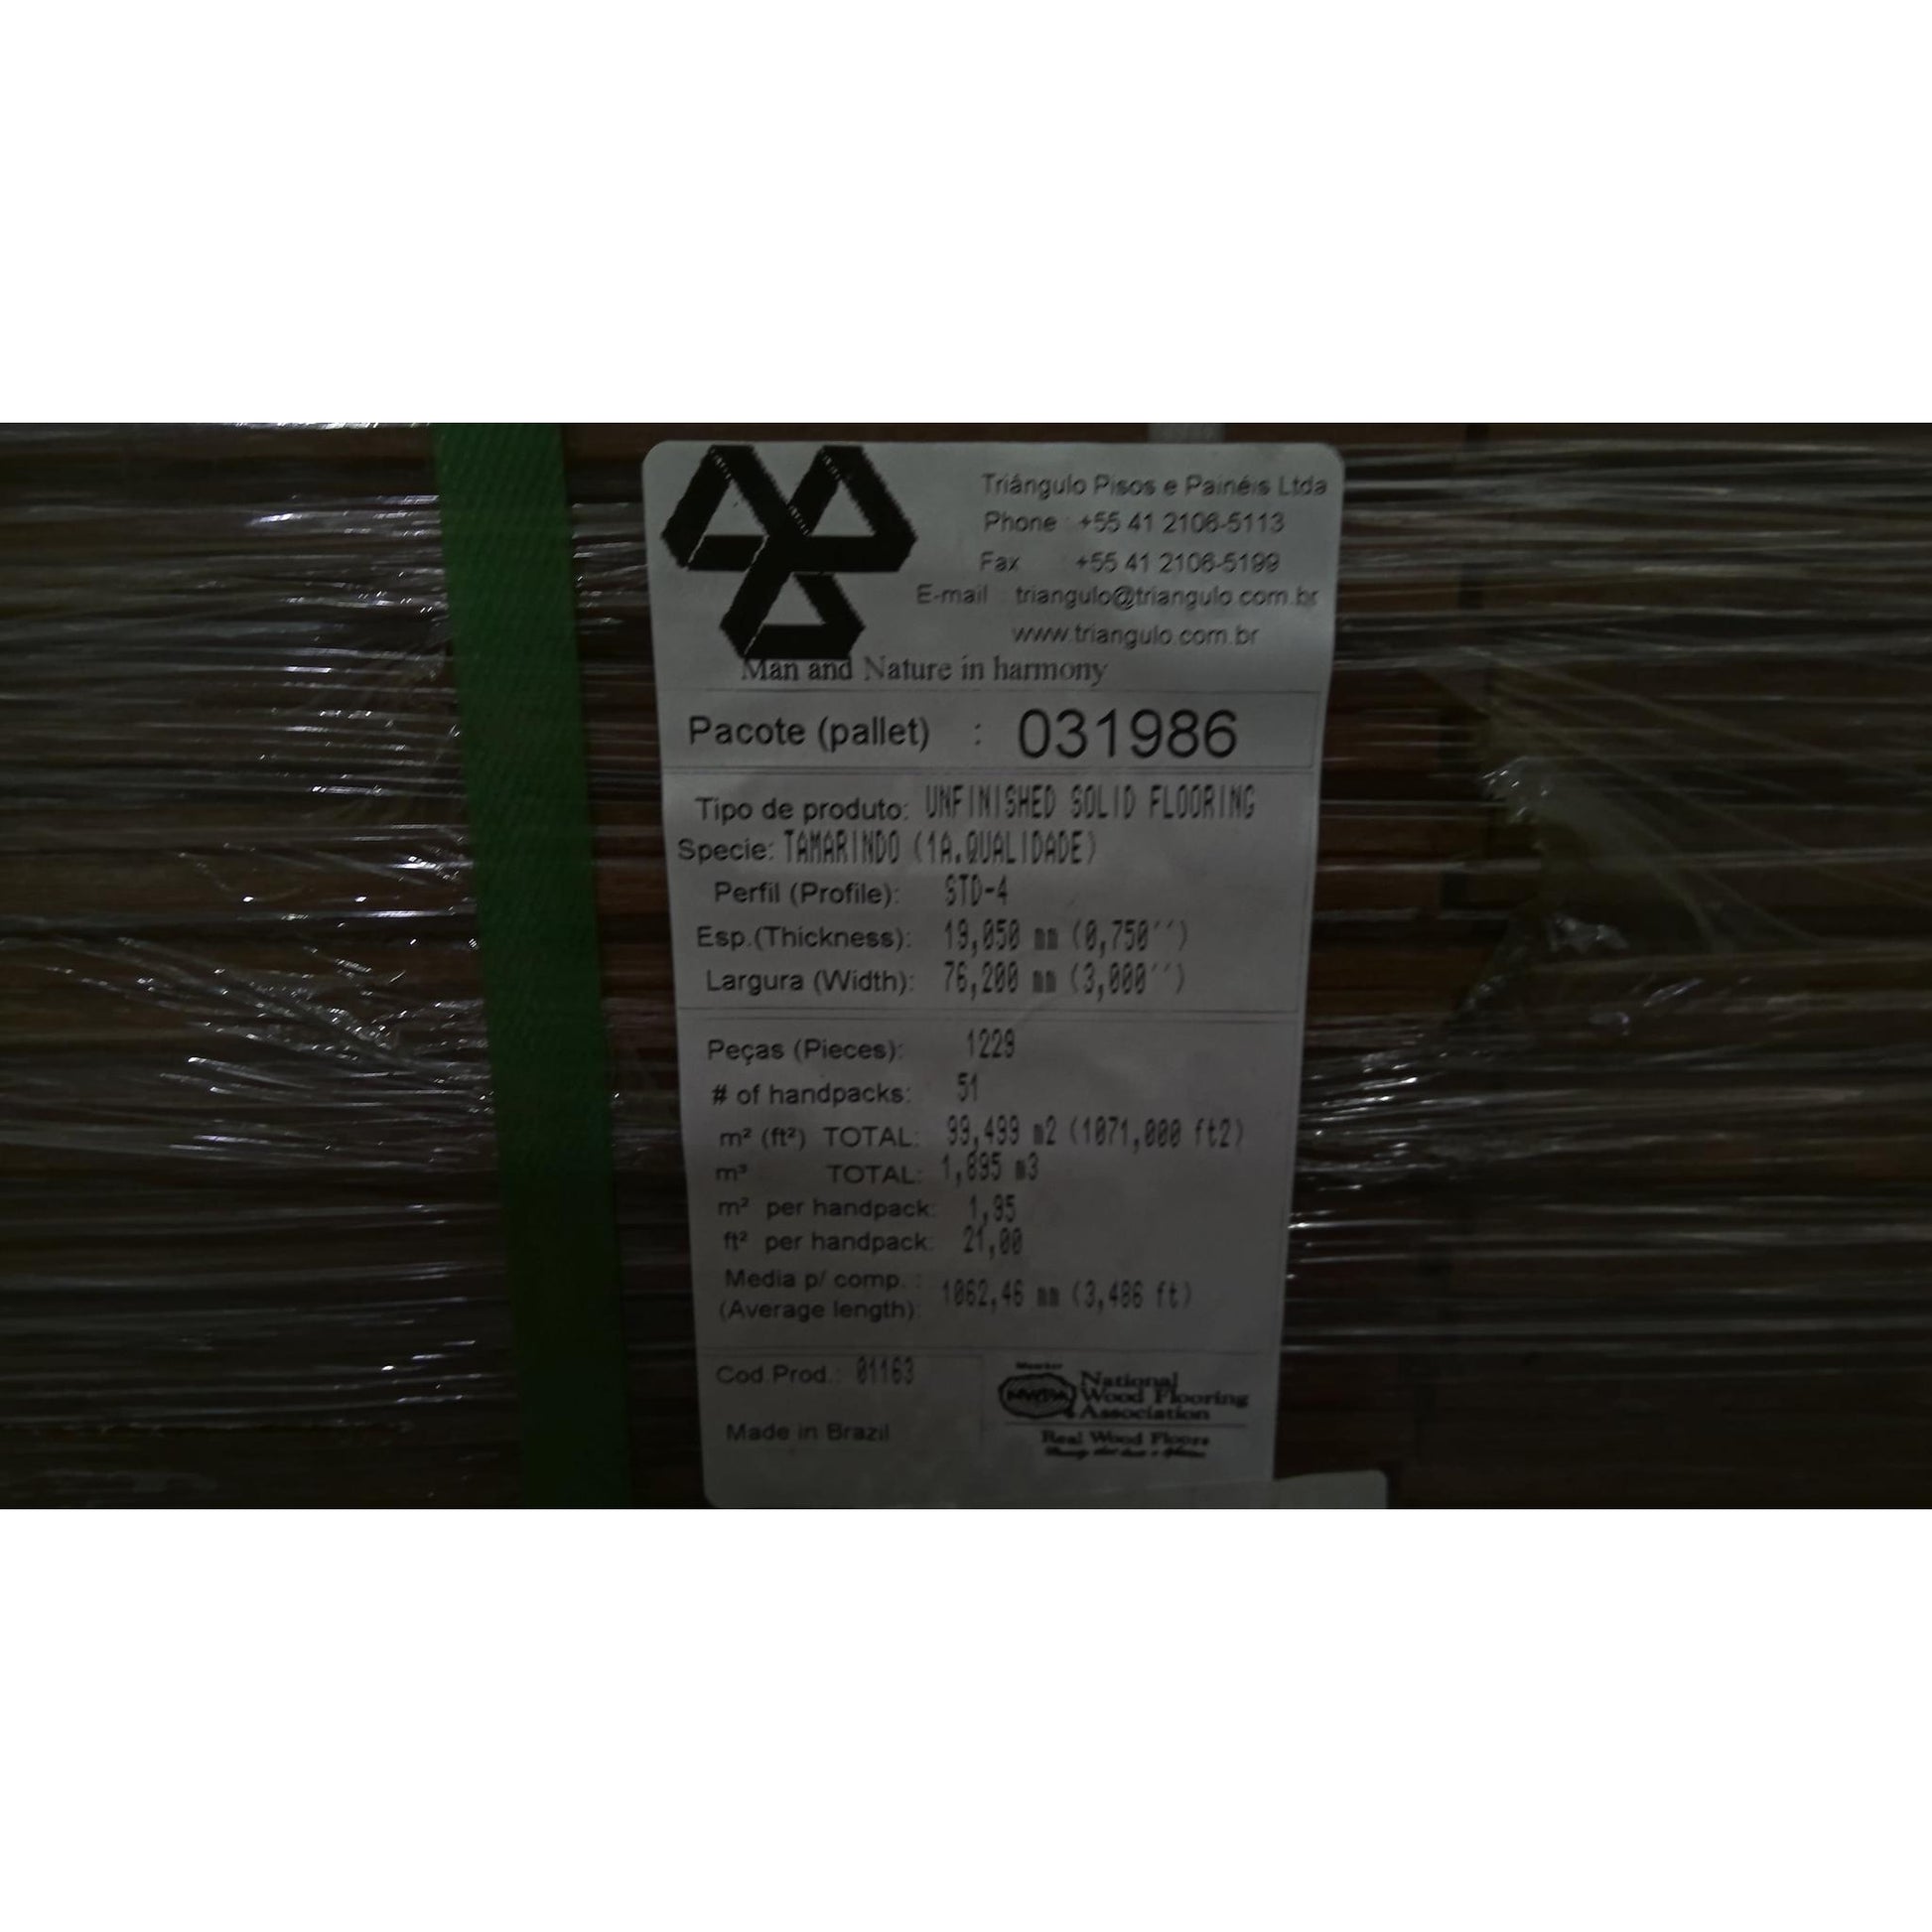 Triângulo Pisos e Painéis Ltda
Phone : +55 41 2106-5113
Fax +55 41 2106-5199
E-mail : triangulo@triangulo.com.br
www.triangulo.com.br
Man and Nature in harmony
Pacote (pallet) : 031986
Tipo de produto: UNFINISHED SOLID FLOORING
Specie: TAMARINDO (1A.QUALIDADE)
Perfil (Profile): STD-4
Esp.(Thickness): 19,050 mm (0,750´´)
Largura (Width): 76,200 mm (3,000´´)
Peças (Pieces): 1229
# of handpacks: 51
m² (ft²) TOTAL: 99,499 m2 (1071,000 ft2)
m³ TOTAL: 1,895 m3
m² per handpack: 1,95
ft² per handpack: 21,00
Media p/ comp. :
(Average length): 1062,46 mm (3,486 ft)
Cod Prod.: 01163
Made in Brazil
Member
NWFA
National
Wood Flooring
Association
Real Wood Floors